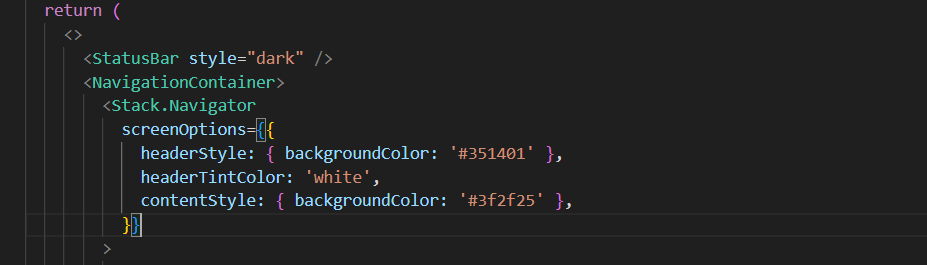 return (
<>
<StatusBar style="dark" />
<NavigationContainer>
<Stack.Navigator
screenOptions={{
headerStyle: { backgroundColor: '#351401' },
headerTintColor: 'white',
contentStyle: { backgroundColor: '#3f2f25' },
}}
>